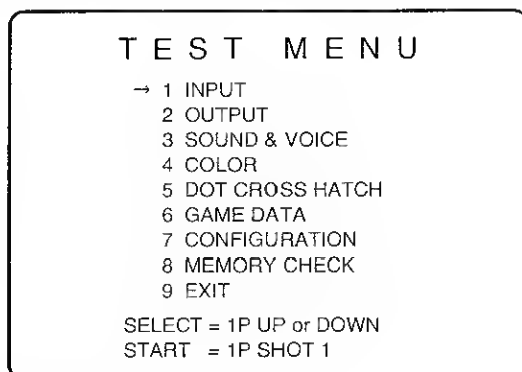 TEST MENU
→ 1 INPUT
2 OUTPUT
3 SOUND & VOICE
4 COLOR
5 DOT CROSS HATCH
6 GAME DATA
7 CONFIGURATION
8 MEMORY CHECK
9 EXIT
SELECT = 1P UP or DOWN
START = 1P SHOT 1